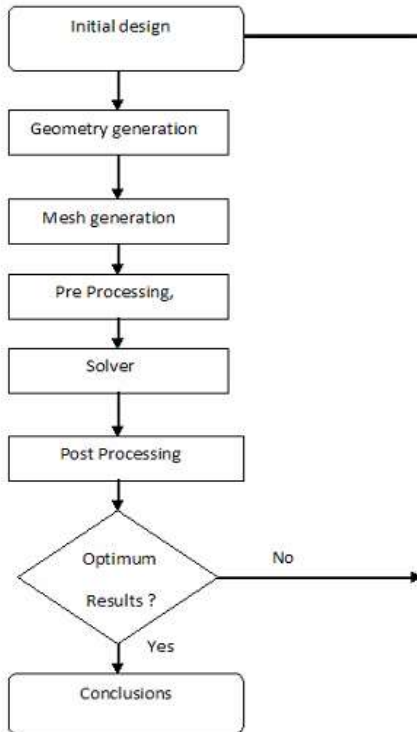 Initial design
Geometry generation
Mesh generation
Pre Processing,
Solver
Post Processing
Optimum
Results ?
No
Yes
Conclusions